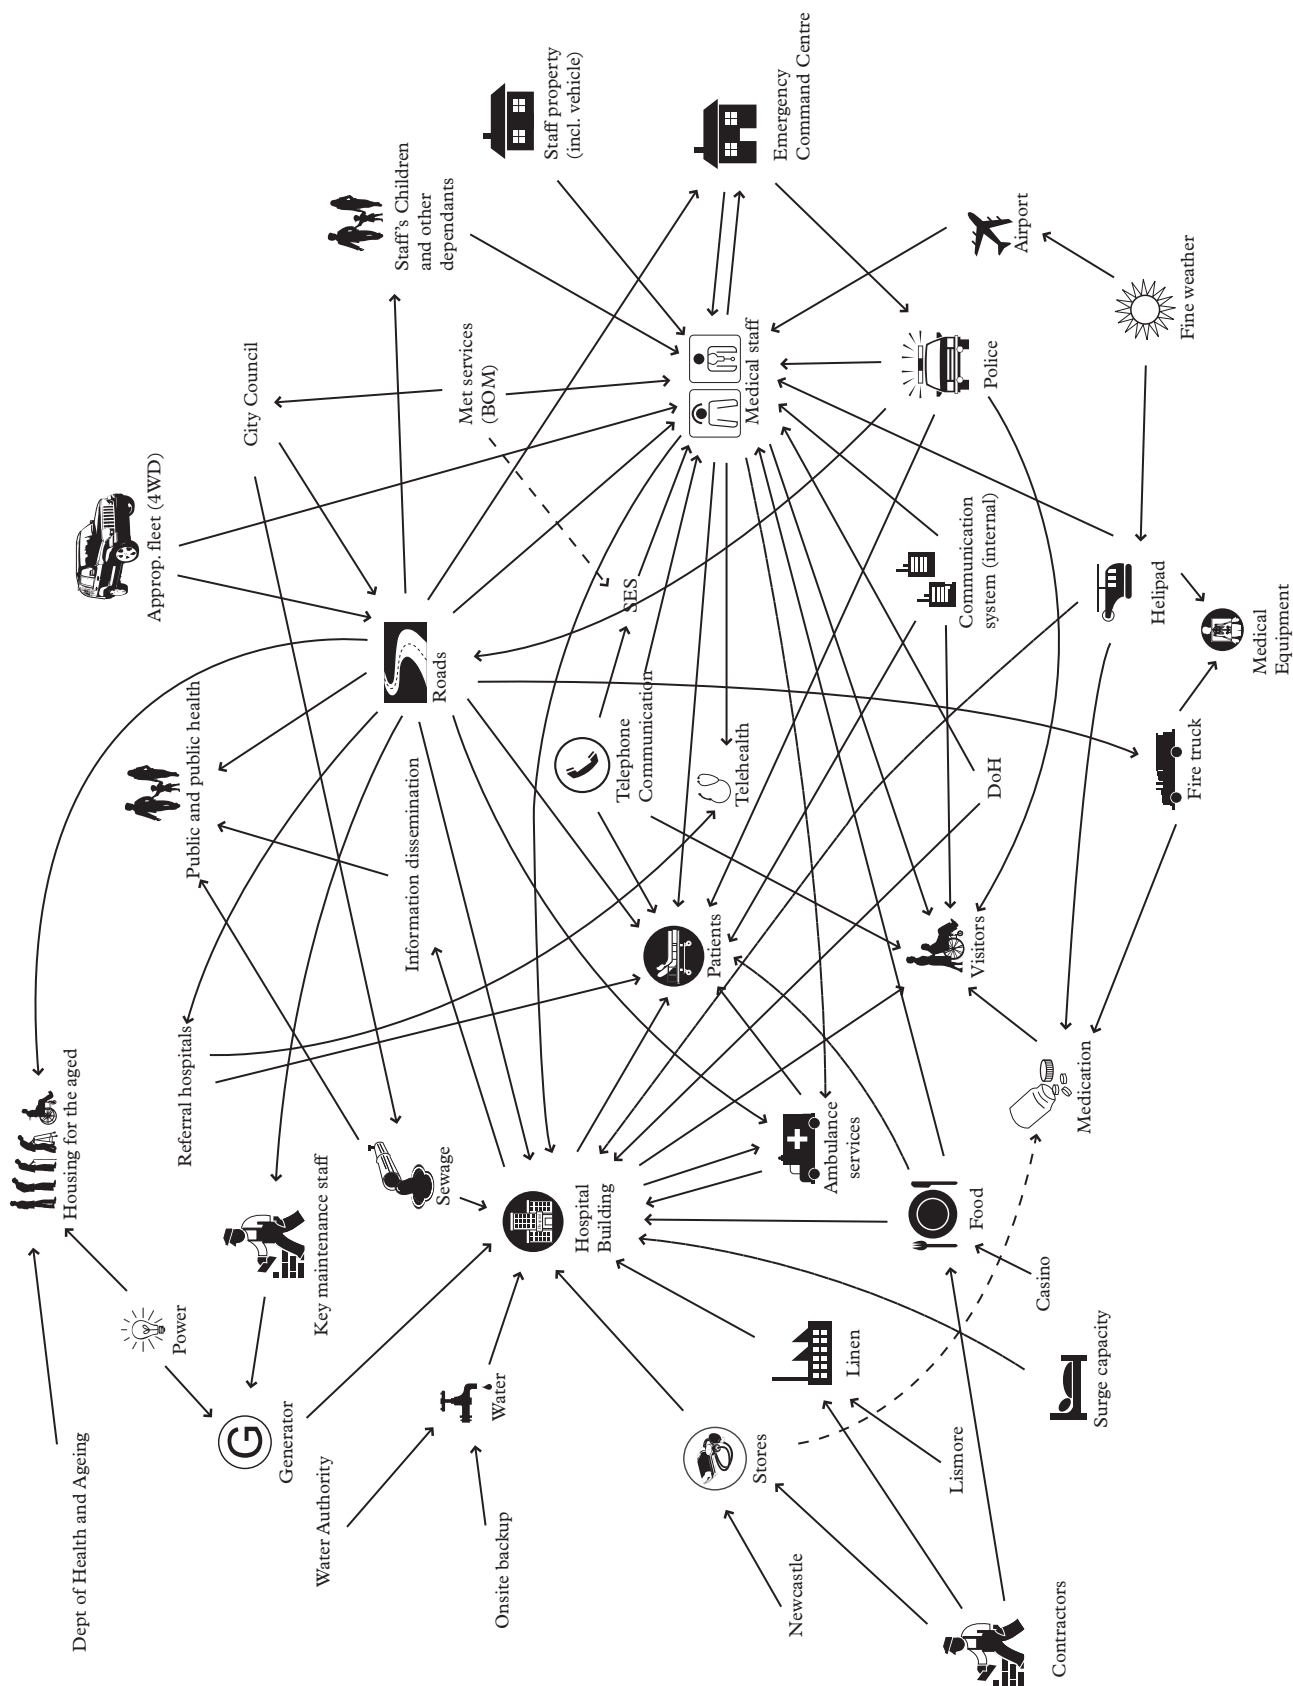 Dept of Health and Ageing
Housing for the aged
Power
Generator
Key maintenance staff
Referral hospitals
Public and public health
Approp. fleet (4WD)
City Council
Staff's Children
and other
dependants
Staff property
(incl. vehicle)
Met services
(BOM)
Roads
Information dissemination
Sewage
Water Authority
Water
Onsite backup
Hospital
Building
SES
Telephone
Communication
Telehealth
Patients
Medical staff
Emergency
Command Centre
Newcastle
Stores
Linen
Ambulance
services
Lismore
Food
Casino
Visitors
DoH
Communication
system (internal)
Police
Airport
Fine weather
Contractors
Surge capacity
Medication
Fire truck
Helipad
Medical
Equipment
G